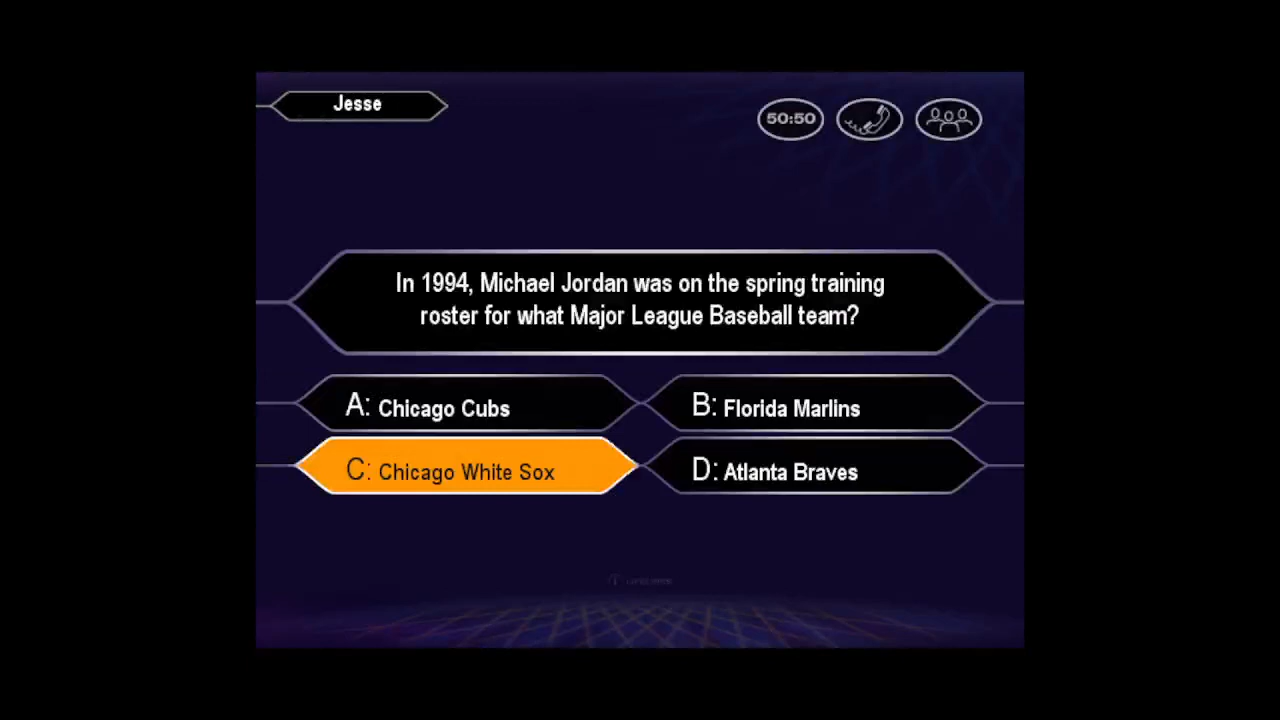 Jesse
50:50
In 1994, Michael Jordan was on the spring training
roster for what Major League Baseball team?
A: Chicago Cubs
B: Florida Marlins
C: Chicago White Sox
D: Atlanta Braves